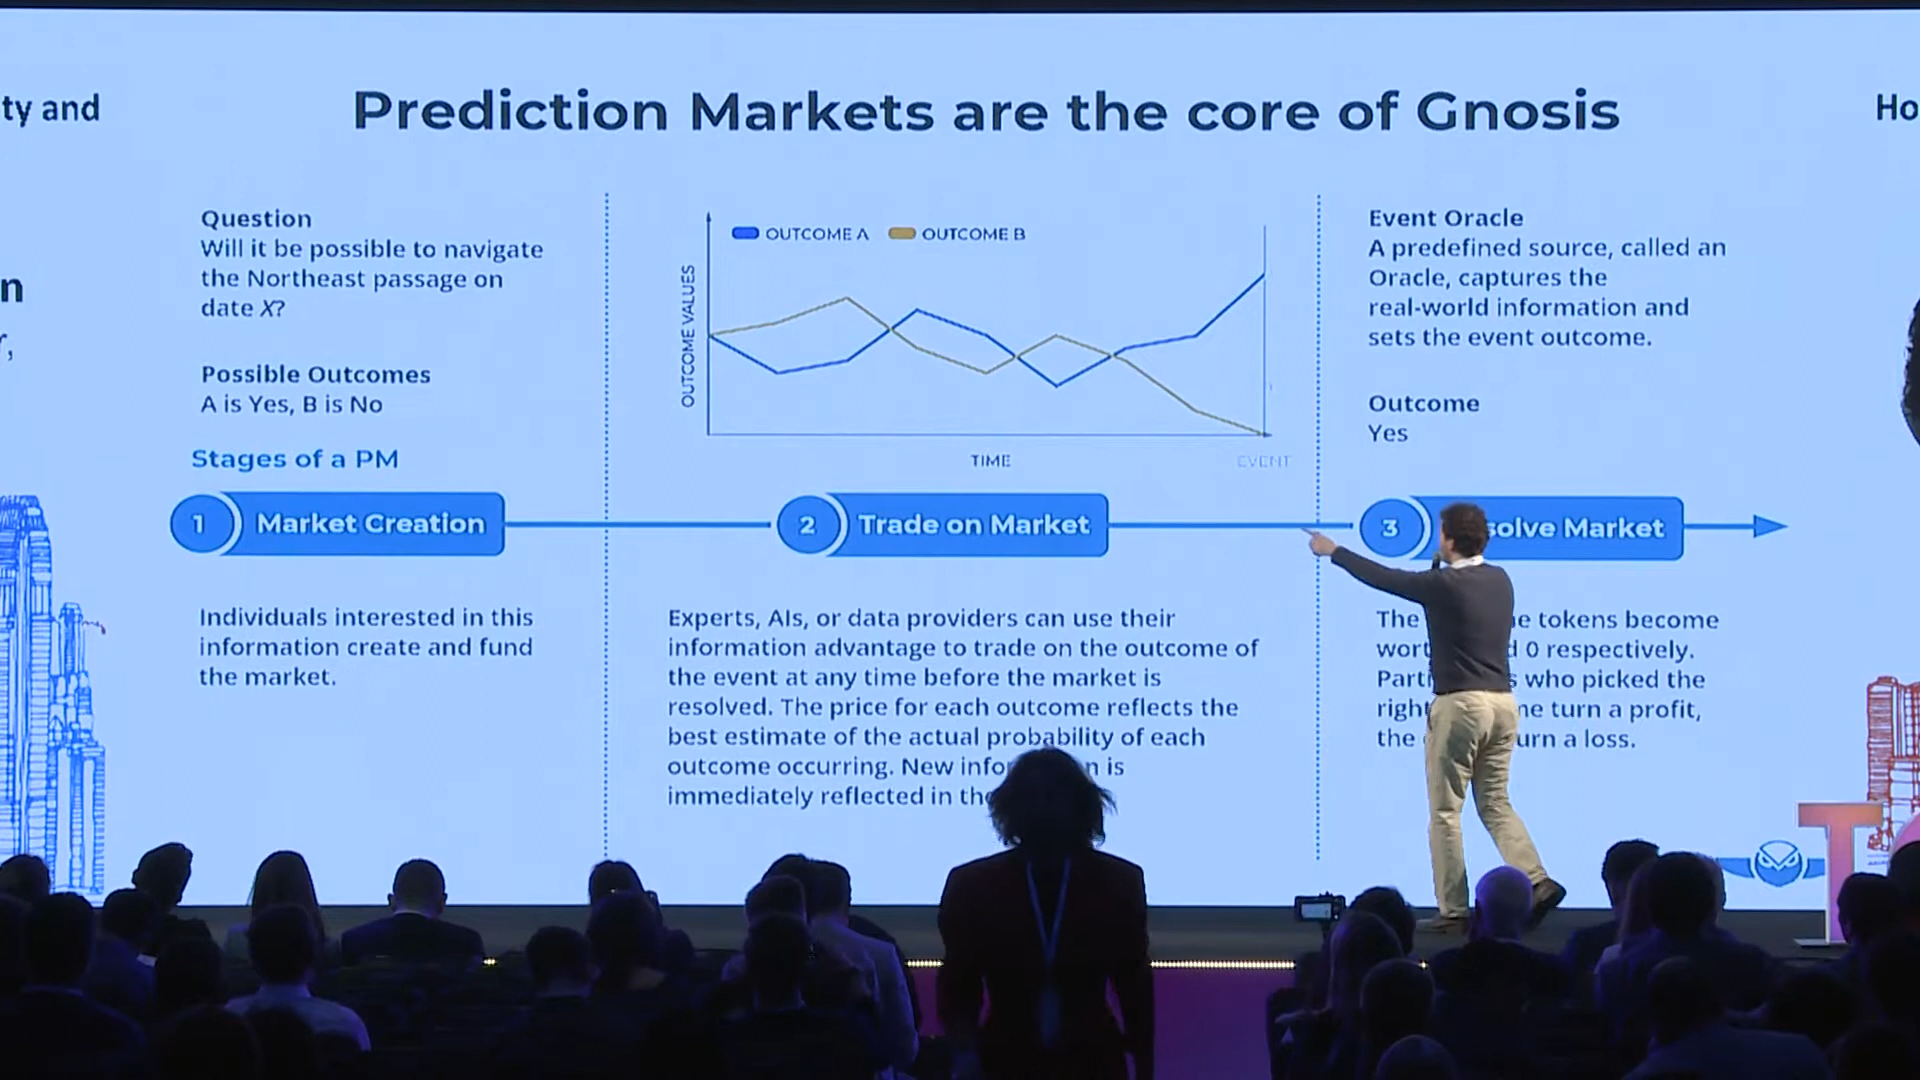 ty and
n
r,
Prediction Markets are the core of Gnosis
Ho
Question
Will it be possible to navigate
the Northeast passage on
date X?
Possible Outcomes
A is Yes, B is No
OUTCOME A
OUTCOME B
OUTCOME VALUES
TIME
EVENT
Event Oracle
A predefined source, called an
Oracle, captures the
real-world information and
sets the event outcome.
Outcome
Yes
Stages of a PM
1 Market Creation
2 Trade on Market
3 solve Market
Individuals interested in this
information create and fund
the market.
Experts, AIs, or data providers can use their
information advantage to trade on the outcome of
the event at any time before the market is
resolved. The price for each outcome reflects the
best estimate of the actual probability of each
outcome occurring. New is
immediately reflected in
The tokens become
0 respectively.
who picked the
right turn a profit,
the a loss.
T